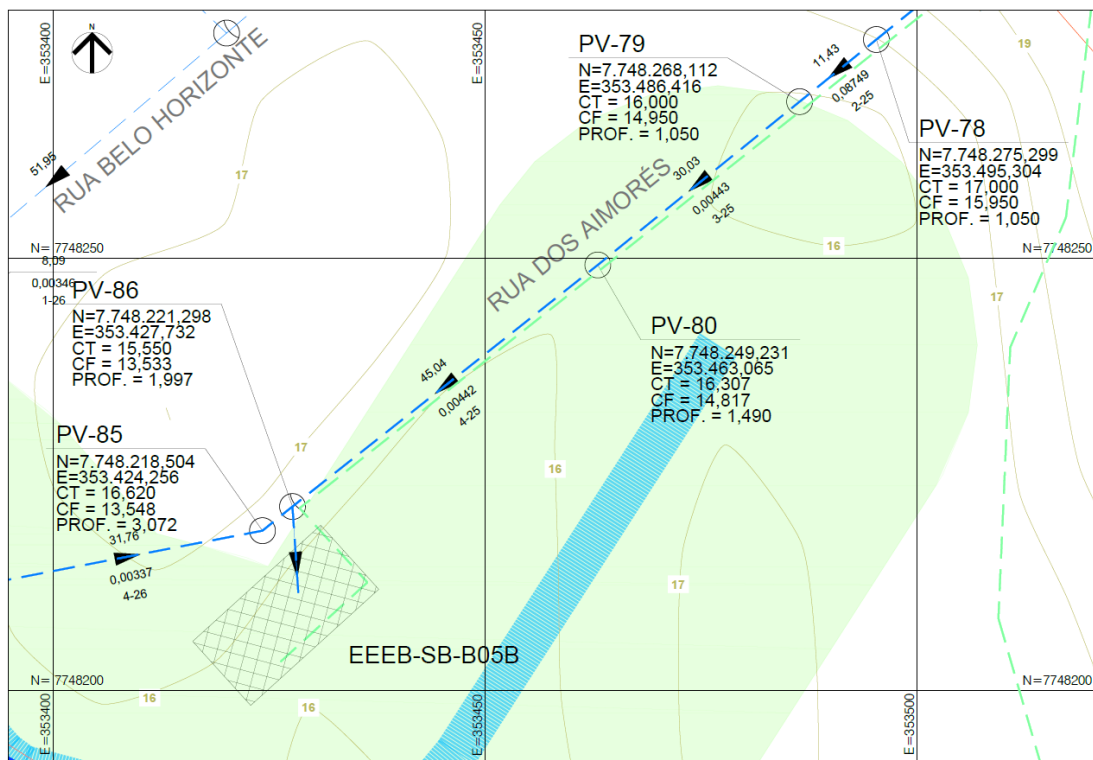 E=353400
N
RUA BELO HORIZONTE
51,95
17
E=353450
PV-79
N=7.748.268,112
E=353.486,416
CT = 16,000
CF = 14,950
PROF. = 1,050
11,43
0,08749
2-25
19
PV-78
N=7.748.275,299
E=353.495,304
CT = 17,000
CF = 15,950
PROF. = 1,050
30,03
0,00443
3-25
RUA DOS AIMORÉS
16
N= 7748250
N=7748250
17
8,09
0,00346
1-26
PV-86
N=7.748.221,298
E=353.427,732
CT = 15,550
CF = 13,533
PROF. = 1,997
PV-80
N=7.748.249,231
E=353.463,065
CT = 16,307
CF = 14,817
PROF. = 1,490
45,04
0,00442
4-25
PV-85
N=7.748.218,504
E=353.424,256
CT = 16,620
CF = 13,548
PROF. = 3,072
17
16
31,76
0,00337
4-26
17
EEEB-SB-B05B
N= 7748200
N=7748200
16
16
E=353400
E=353450
E=353500